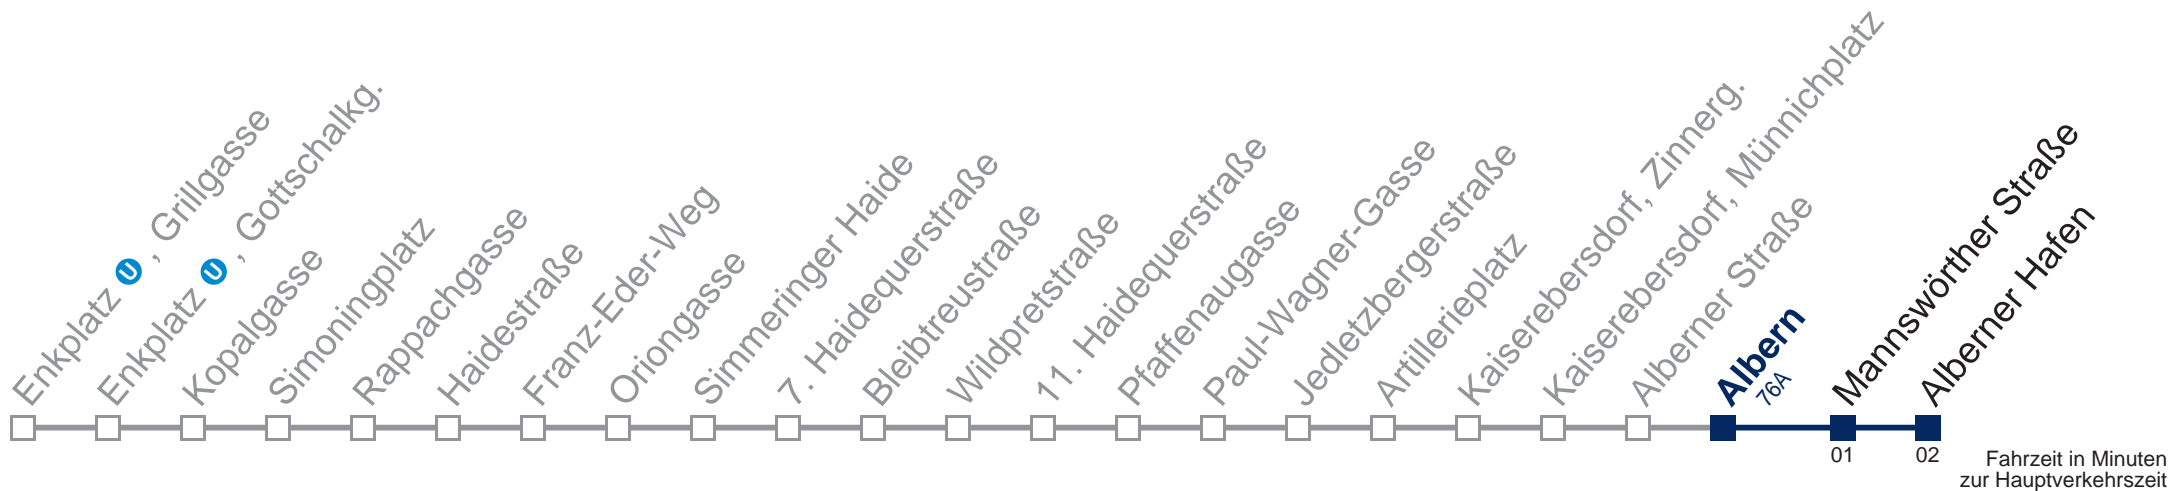 Enkplatz U, Grillgasse
Enkplatz U, Gottschalkg.
Kopalgasse
Simoningplatz
Rappachgasse
Haidestraße
Franz-Eder-Weg
Oriongasse
Simmeringer Haide
7. Haidequerstraße
Bleibtreustraße
Wildpretstraße
11. Haidequerstraße
Pfaffenaugasse
Paul-Wagner-Gasse
Jedletzbergerstraße
Artillerieplatz
Kaiserebersdorf, Zinnerg.
Kaiserebersdorf, Münnichplatz
Alberner Straße
Albern
76A
Mannswörther Straße
Alberner Hafen
01
02
Fahrzeit in Minuten
zur Hauptverkehrszeit